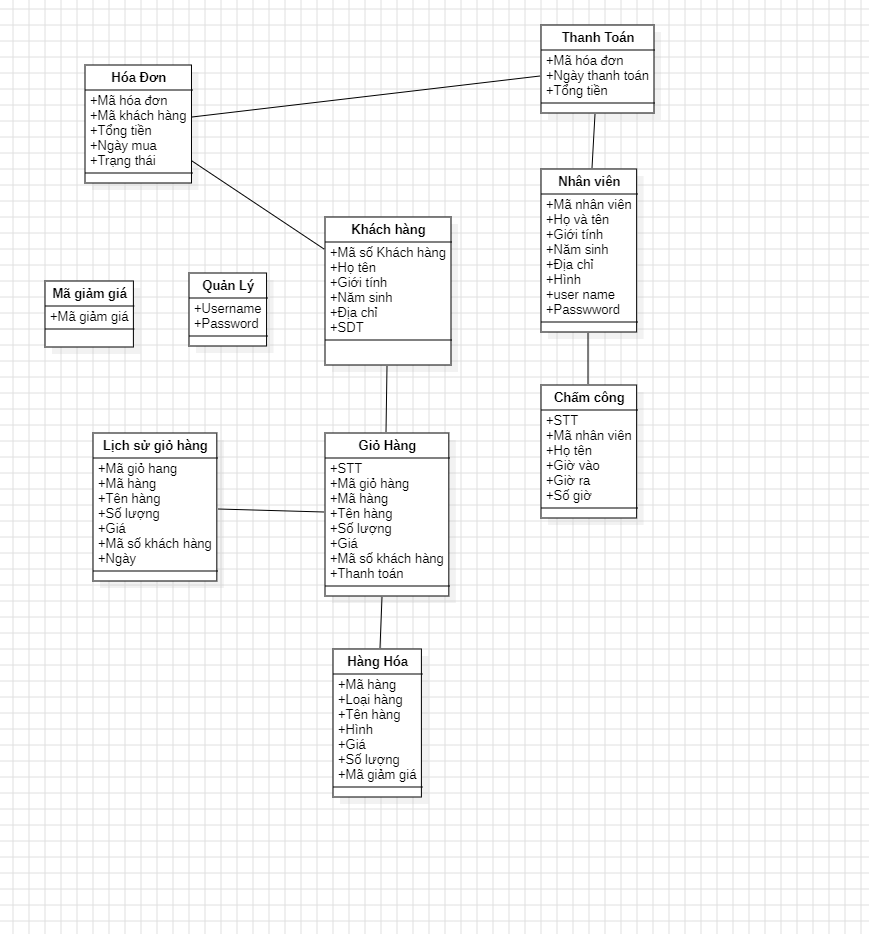 Thanh Toán
+Mã hóa đơn
+Ngày thanh toán
+Tổng tiền
Hóa Đơn
+Mã hóa đơn
+Mã khách hàng
+Tổng tiền
+Ngày mua
+Trạng thái
Nhân viên
+Mã nhân viên
+Họ và tên
+Giới tính
+Năm sinh
+Địa chỉ
+Hình
+user name
+Passwword
Khách hàng
+Mã số Khách hàng
+Họ tên
+Giới tính
+Năm sinh
+Địa chỉ
+SDT
Mã giảm giá
+Mã giảm giá
Quản Lý
+Username
+Password
Chấm công
+STT
+Mã nhân viên
+Họ tên
+Giờ vào
+Giờ ra
+Số giờ
Lịch sử giỏ hàng
+Mã giỏ hang
+Mã hàng
+Tên hàng
+Số lượng
+Giá
+Mã số khách hàng
+Ngày
Giỏ Hàng
+STT
+Mã giỏ hàng
+Mã hàng
+Tên hàng
+Số lượng
+Giá
+Mã số khách hàng
+Thanh toán
Hàng Hóa
+Mã hàng
+Loại hàng
+Tên hàng
+Hình
+Giá
+Số lượng
+Mã giảm giá